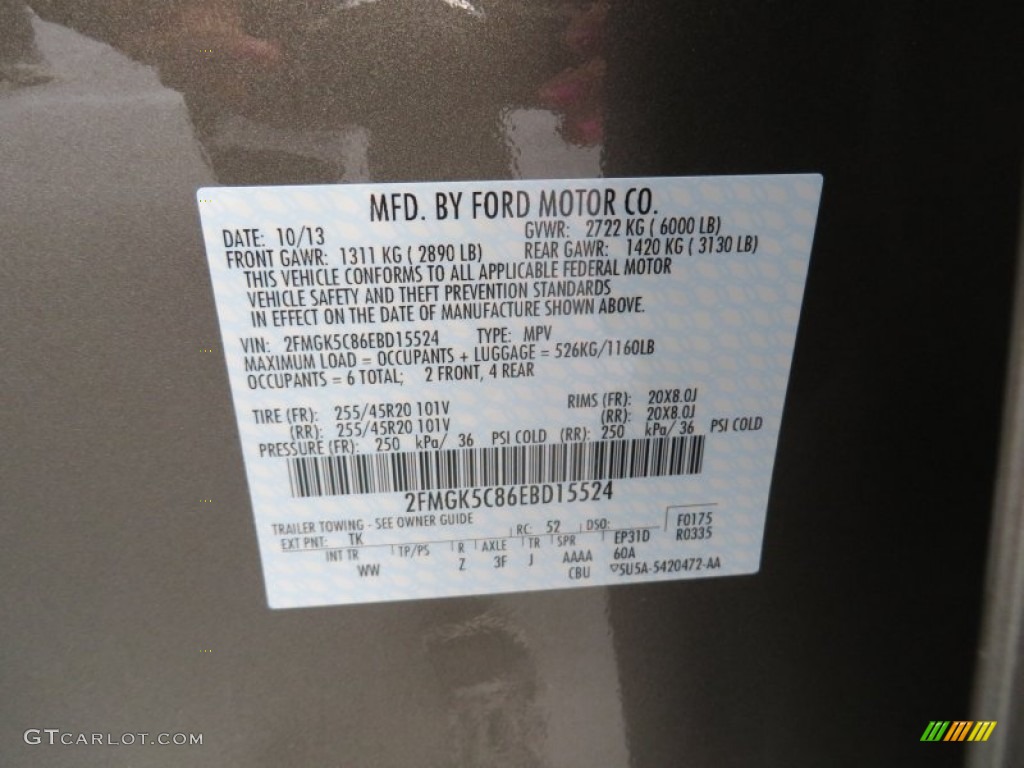 MFD. BY FORD MOTOR CO.
DATE: 10/13 GVWR: 2722 KG ( 6000 LB)
FRONT GAWR: 1311 KG ( 2890 LB) REAR GAWR: 1420 KG ( 3130 LB)
THIS VEHICLE CONFORMS TO ALL APPLICABLE FEDERAL MOTOR
VEHICLE SAFETY AND THEFT PREVENTION STANDARDS
IN EFFECT ON THE DATE OF MANUFACTURE SHOWN ABOVE.
VIN: 2FMGK5C86EBD15524 TYPE: MPV
MAXIMUM LOAD = OCCUPANTS + LUGGAGE = 526KG/1160LB
OCCUPANTS = 6 TOTAL; 2 FRONT, 4 REAR
TIRE (FR): 255/45R20 101V RIMS (FR): 20X8.0J
(RR): 255/45R20 101V (RR): 20X8.0J
PRESSURE (FR): 250 kPa/ 36 PSI COLD (RR): 250 kPa/ 36 PSI COLD
2FMGK5C86EBD15524
TRAILER TOWING - SEE OWNER GUIDE F0175
EXT PNT: TK RC: 52 DSO: R0335
INT TR TP/PS R AXLE TR SPR EP31D
WW Z 3F J AAAA 60A
CBU ▽5U5A-5420472-AA
GTCARLOT.COM